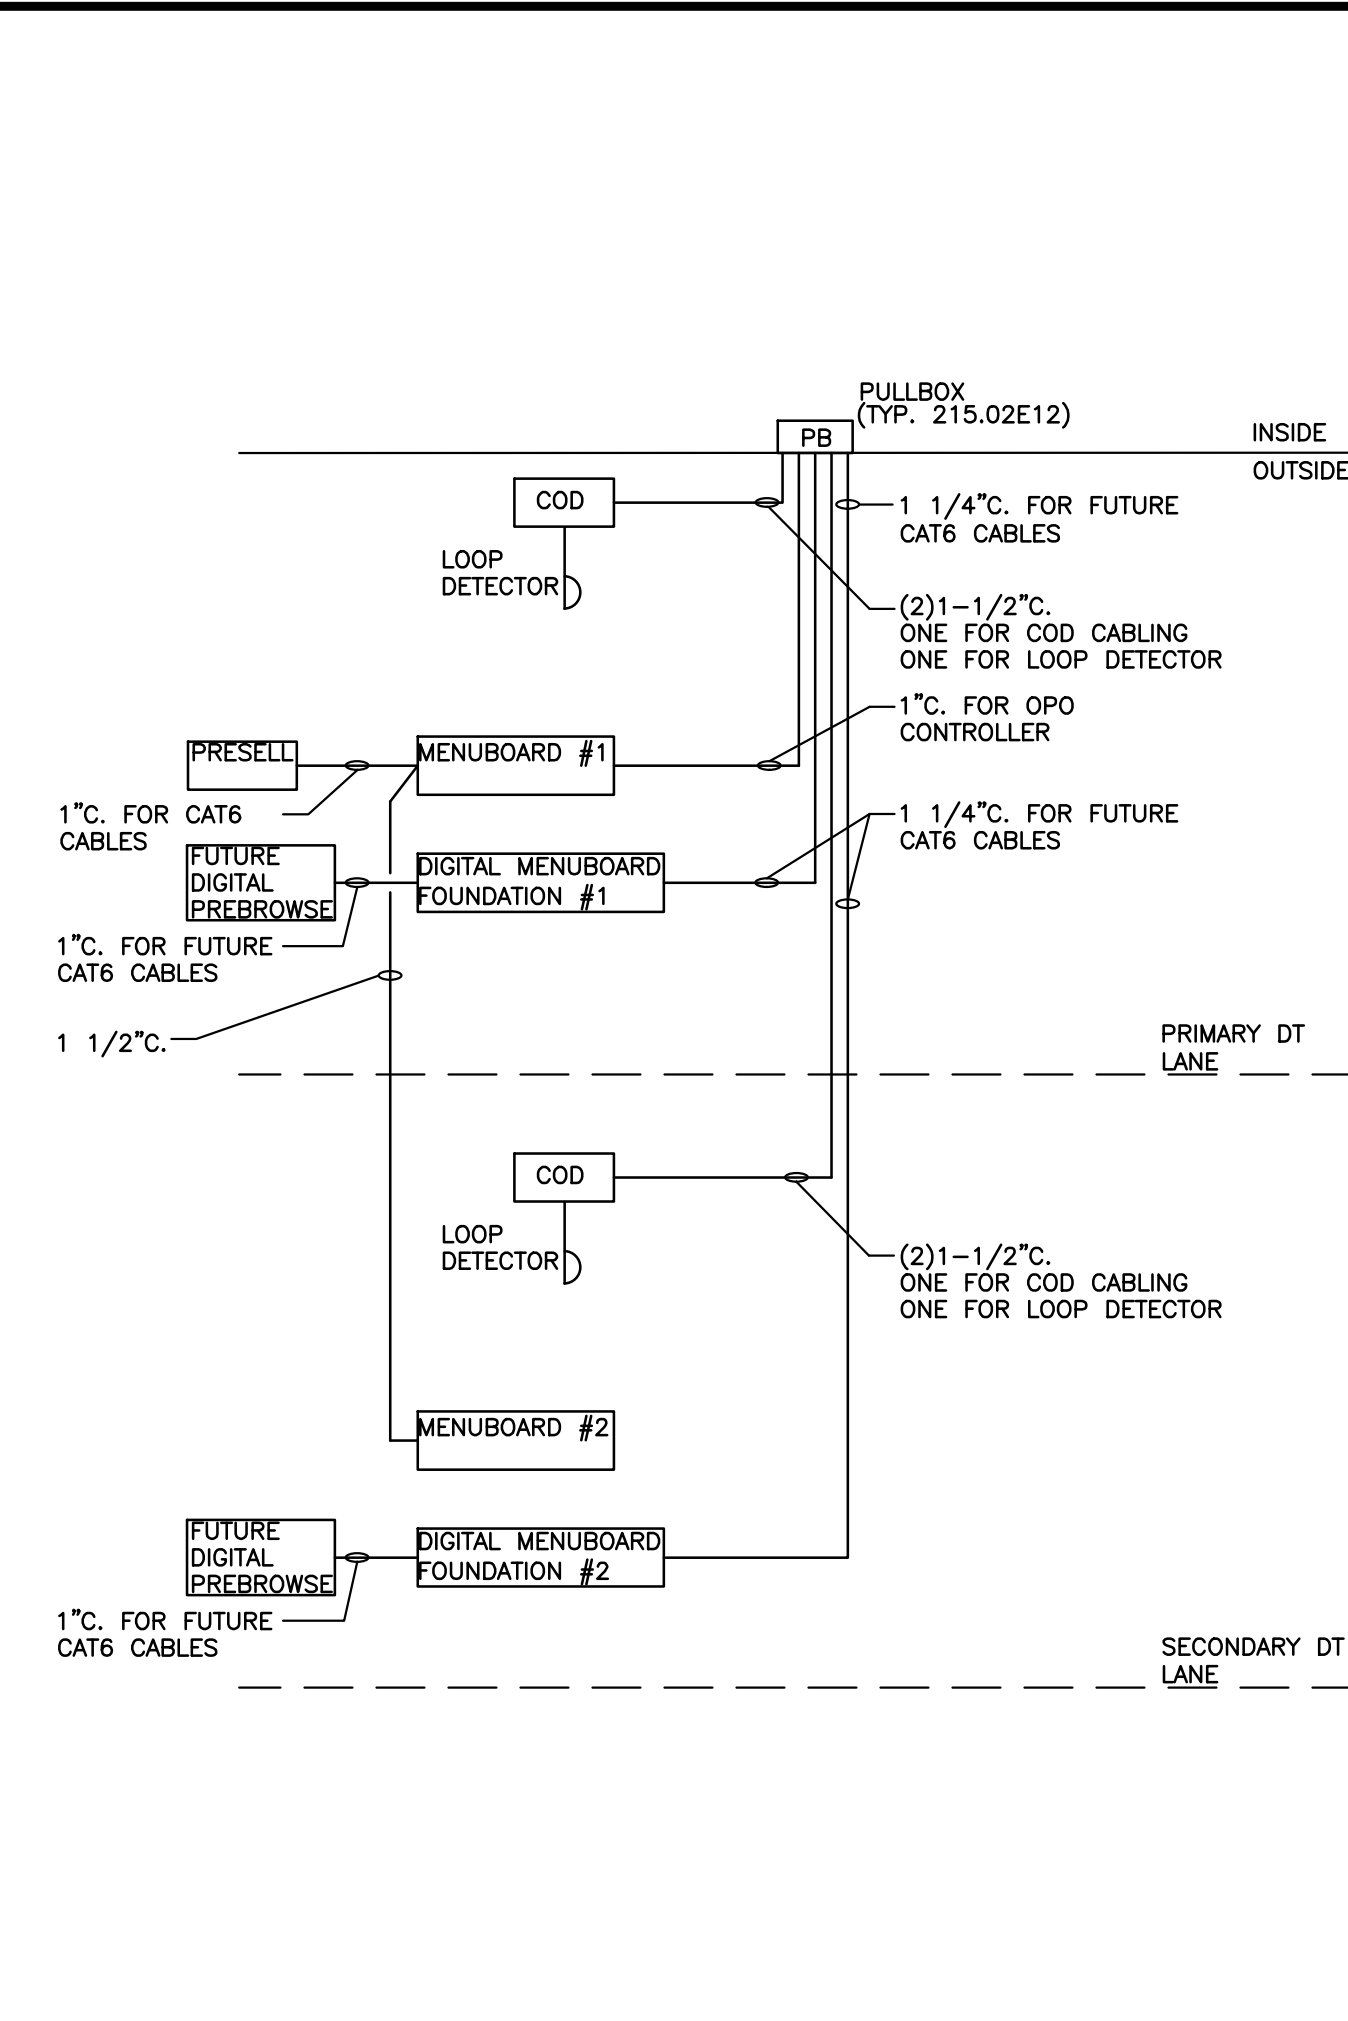 PULLBOX
(TYP. 215.02E12)
PB
INSIDE
OUTSIDE
COD
1 1/4"C. FOR FUTURE
CAT6 CABLES
LOOP
DETECTOR
(2)1-1/2"C.
ONE FOR COD CABLING
ONE FOR LOOP DETECTOR
1"C. FOR OPO
CONTROLLER
PRESELL
MENUBOARD #1
1"C. FOR CAT6
CABLES
1 1/4"C. FOR FUTURE
CAT6 CABLES
FUTURE
DIGITAL
PREBROWSE
DIGITAL MENUBOARD
FOUNDATION #1
1"C. FOR FUTURE
CAT6 CABLES
1 1/2"C.
PRIMARY DT
LANE
COD
LOOP
DETECTOR
(2)1-1/2"C.
ONE FOR COD CABLING
ONE FOR LOOP DETECTOR
MENUBOARD #2
FUTURE
DIGITAL
PREBROWSE
DIGITAL MENUBOARD
FOUNDATION #2
1"C. FOR FUTURE
CAT6 CABLES
SECONDARY DT
LANE